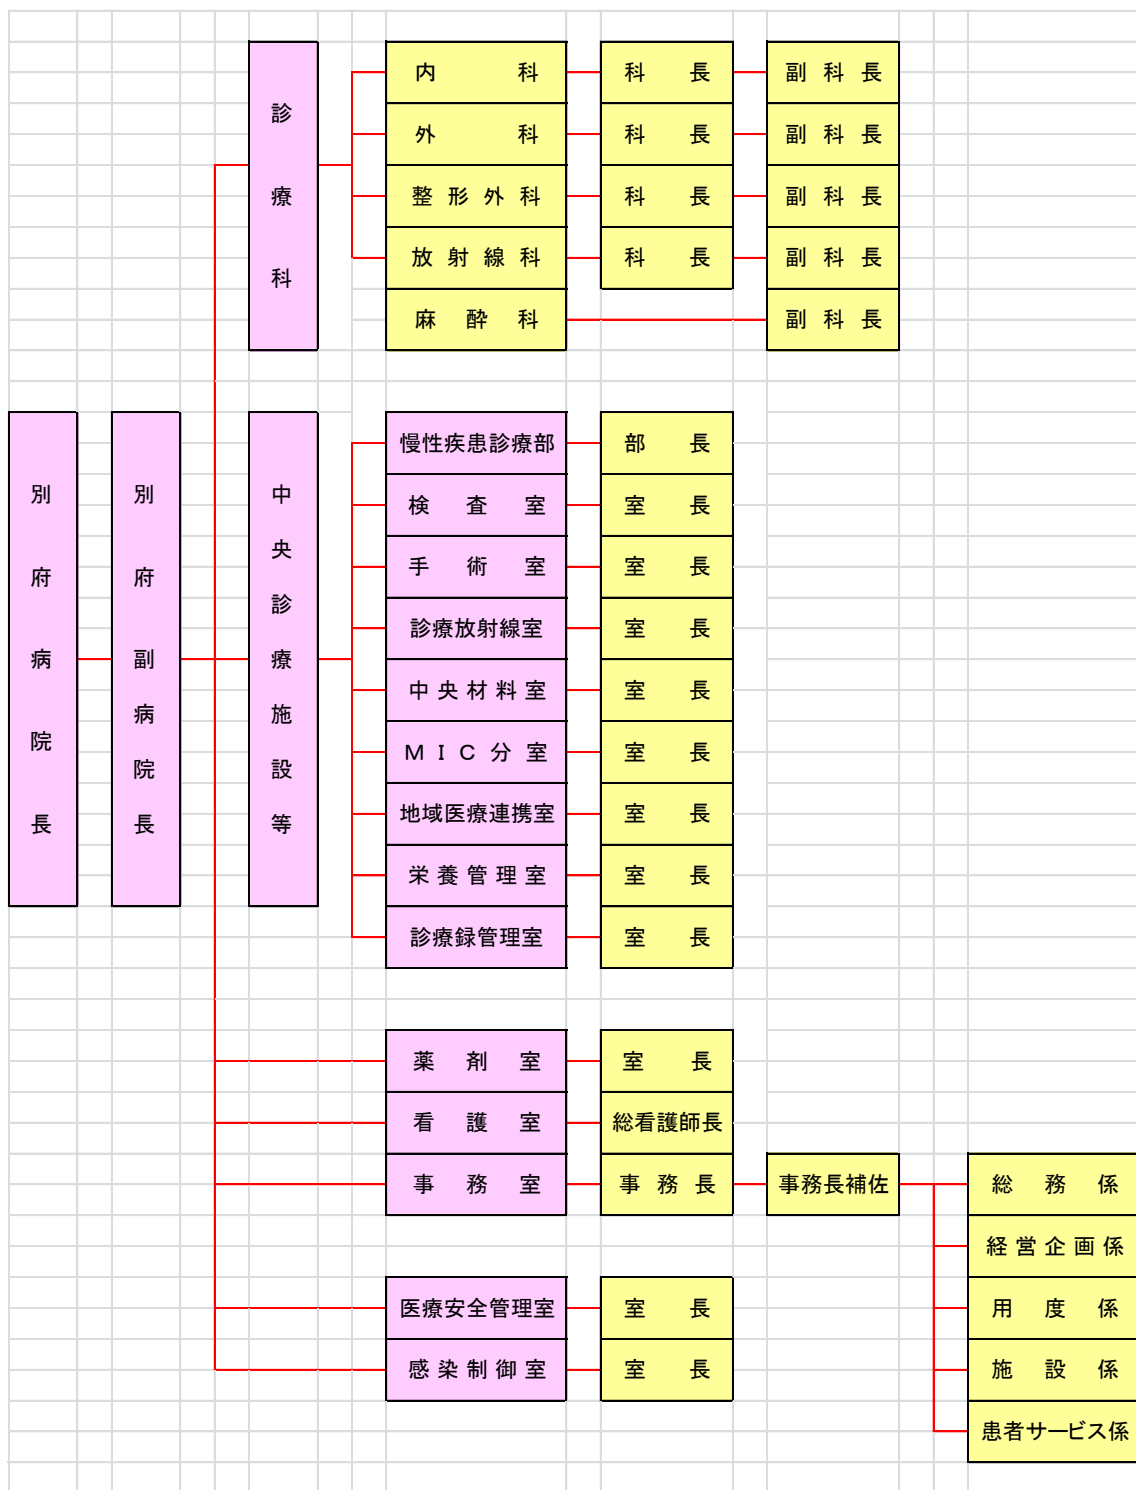 診療科
内科 科長 副科長
外科 科長 副科長
整形外科 科長 副科長
放射線科 科長 副科長
麻酔科 副科長
別府病院長
別府副病院長
中央診療施設等
慢性疾患診療部 部長
検査室 室長
手術室 室長
診療放射線室 室長
中央材料室 室長
MIC分室 室長
地域医療連携室 室長
栄養管理室 室長
診療録管理室 室長
薬剤室 室長
看護室 総看護師長
事務室 事務長 事務長補佐 総務係
経営企画係
医療安全管理室 室長 用度係
感染制御室 室長 施設係
患者サービス係